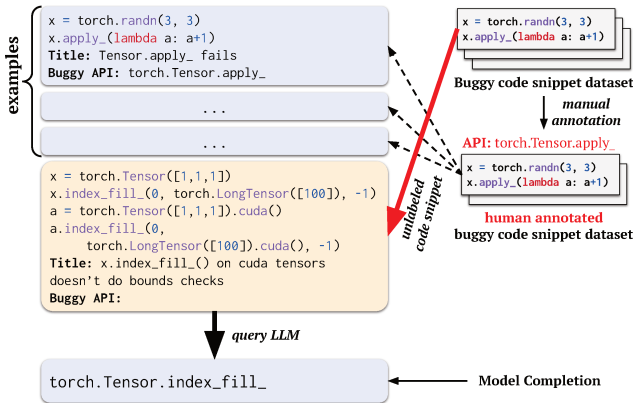 examples
x = torch.randn(3, 3)
x.apply_(lambda a: a+1)
Title: Tensor.apply_ fails
Buggy API: torch.Tensor.apply_
...
...
x = torch.Tensor([1,1,1])
x.index_fill_(0, torch.LongTensor([100]), -1)
a = torch.Tensor([1,1,1]).cuda()
a.index_fill_(0,
torch.LongTensor([100]).cuda(), -1)
Title: x.index_fill_() on cuda tensors
doesn't do bounds checks
Buggy API:
query LLM
torch.Tensor.index_fill_
Model Completion
x = torch.randn(3, 3)
x.apply_(lambda a: a+1)
Buggy code snippet dataset
manual
annotation
API: torch.Tensor.apply_
x = torch.randn(3, 3)
x.apply_(lambda a: a+1)
human annotated
buggy code snippet dataset
unlabeled
code snippet